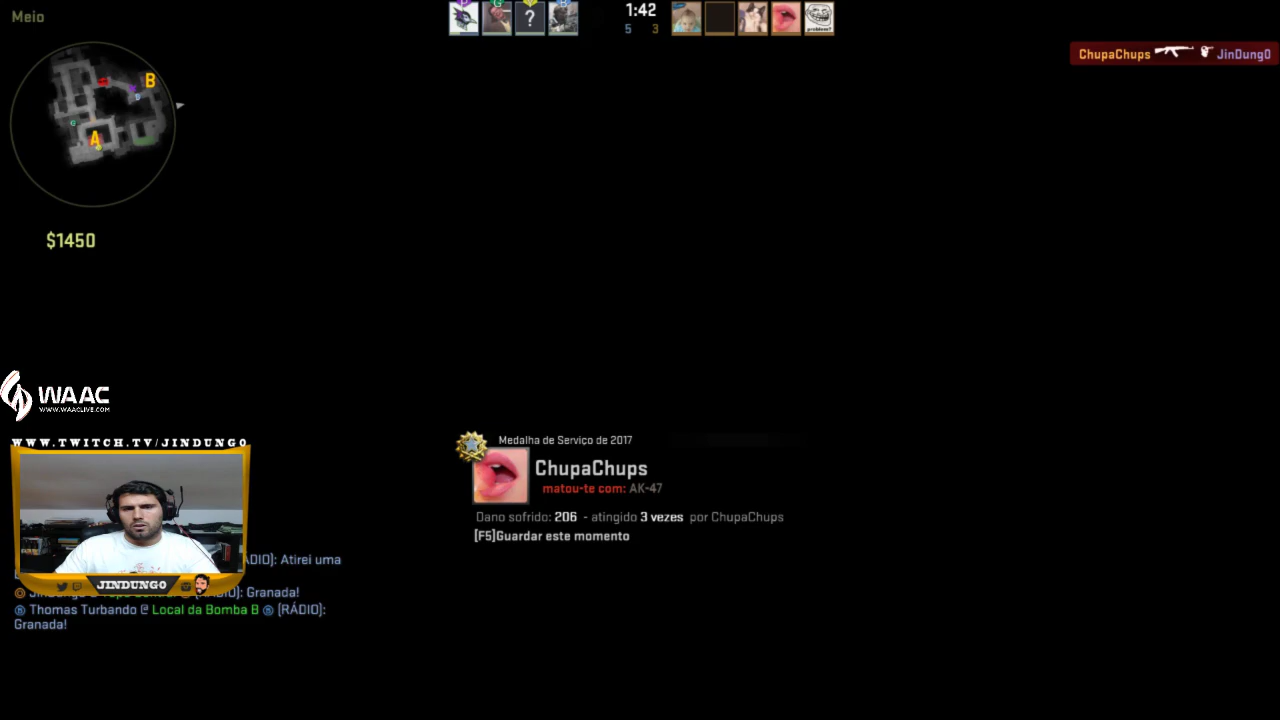 Meio
1:42
5 3
problem?
ChupaChups JinDung0
B
A
$1450
WAAC
WWW.WAACLIVE.COM
WWW.TWITCH.TV/JINDUNG0
Medalha de Serviço de 2017
ChupaChups
matou-te com: AK-47
Dano sofrido: 206 - atingido 3 vezes por ChupaChups
[F5]Guardar este momento
JINDUNG0
Atirei uma
Granada!
Thomas Turbando @ Local da Bomba B (RÁDIO):
Granada!